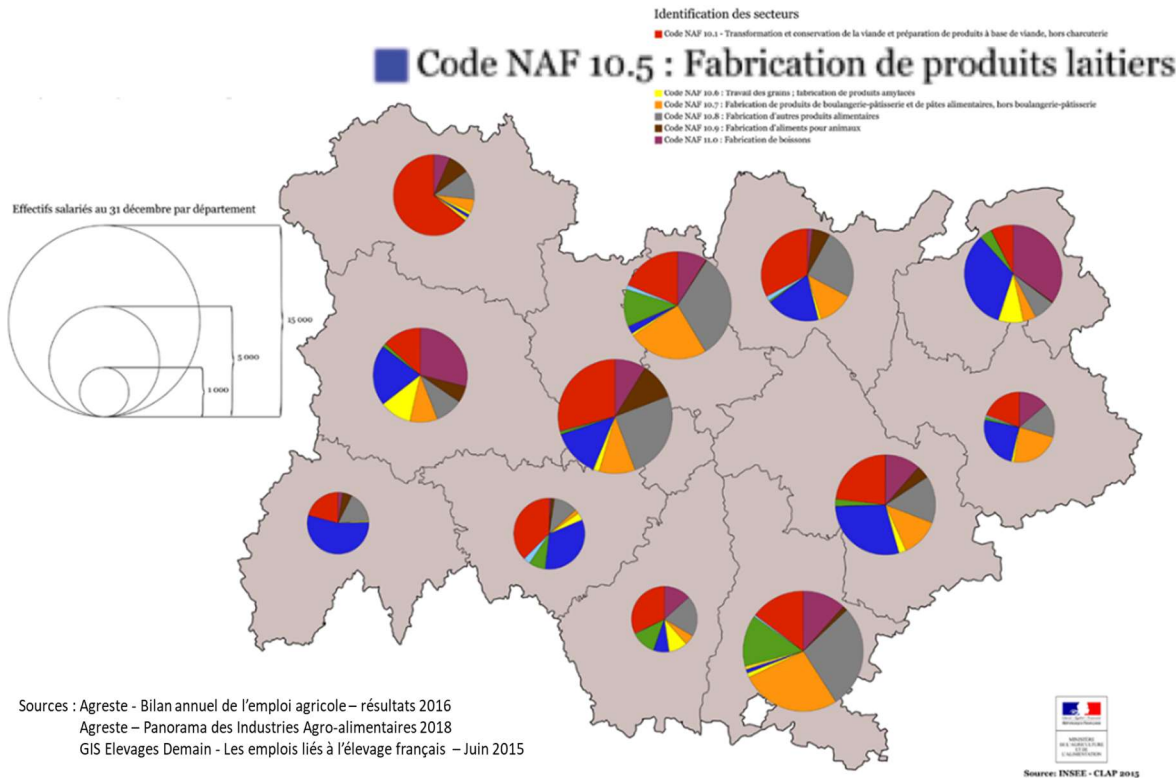 Identification des secteurs
Code NAF 10.1 - Transformation et conservation de la viande et préparation de produits à base de viande, hors charcuterie
Code NAF 10.5 : Fabrication de produits laitiers
Code NAF 10.6 : Travail des grains ; fabrication de produits amylacés
Code NAF 10.7 : Fabrication de produits de boulangerie-pâtisserie et de pâtes alimentaires, hors boulangerie-pâtisserie
Code NAF 10.8 : Fabrication d'autres produits alimentaires
Code NAF 10.9 : Fabrication d'aliments pour animaux
Code NAF 11.0 : Fabrication de boissons
Effectifs salariés au 31 décembre par département
15 000
5 000
1 000
Sources : Agreste - Bilan annuel de l'emploi agricole – résultats 2016
Agreste – Panorama des Industries Agro-alimentaires 2018
GIS Elevages Demain - Les emplois liés à l'élevage français – Juin 2015
MINISTÈRE
DE L'AGRICULTURE
ET DE
L'ALIMENTATION
Source: INSEE - CLAP 2015